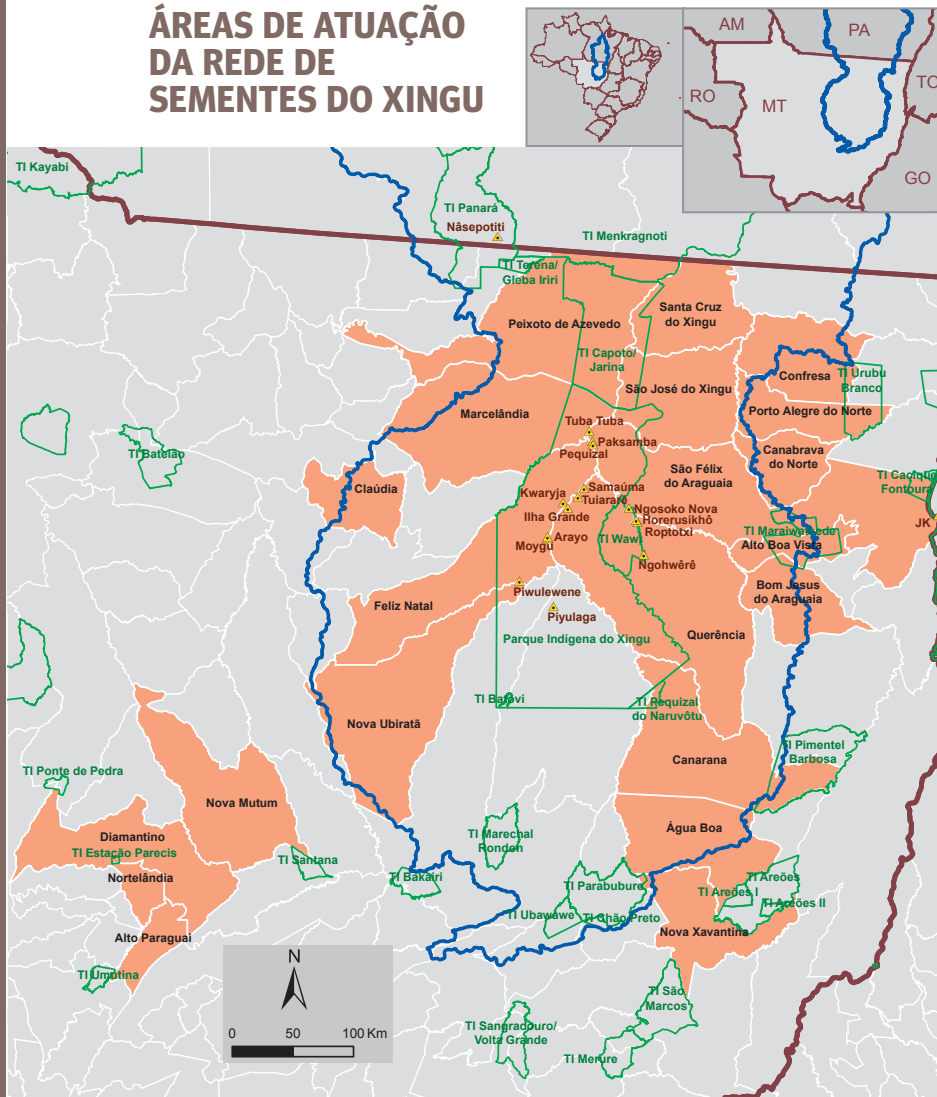 ÁREAS DE ATUAÇÃO
DA REDE DE
SEMENTES DO XINGU
AM
PA
RO
MT
TO
GO
TI Kayabi
TI Panará
Nãsepotiti
TI Menkragnoti
TI Terena/
Gleba Iriri
Santa Cruz
do Xingu
Peixoto de Azevedo
TI Capoto/
Jarina
Confresa
TI Urubu
Branco
São José do Xingu
Marcelândia
Porto Alegre do Norte
Tuba Tuba
Paksamba
Pequizal
Canabrava
do Norte
TI Batelão
São Félix
do Araguaia
TI Cacique
Fontoura
Claúdia
Samaúma
Kwaryja
Tuiararé
Ilha Grande
Ngosoko Nova
Horerusikhô
Roptotxi
JK
TI Maraiwatsede
Arayo
TI Wawi
Alto Boa Vista
Moygu
Ngohwêrê
Bom Jesus
do Araguaia
Piwulewene
Feliz Natal
Piyulaga
Parque Indígena do Xingu
Querência
TI Batovi
TI Pequizal
do Naruvôtu
Nova Ubiratã
TI Pimentel
Barbosa
Canarana
TI Ponte de Pedra
Nova Mutum
Água Boa
Diamantino
TI Marechal
Rondon
TI Estação Parecis
TI Santana
Nortelândia
TI Bakairi
TI Parabubure
TI Areões
TI Areões I
TI Areões II
TI Ubawawe
TI Chão Preto
Nova Xavantina
Alto Paraguai
TI Umutina
N
0 50 100 Km
TI São
Marcos
TI Sangradouro/
Volta Grande
TI Merure